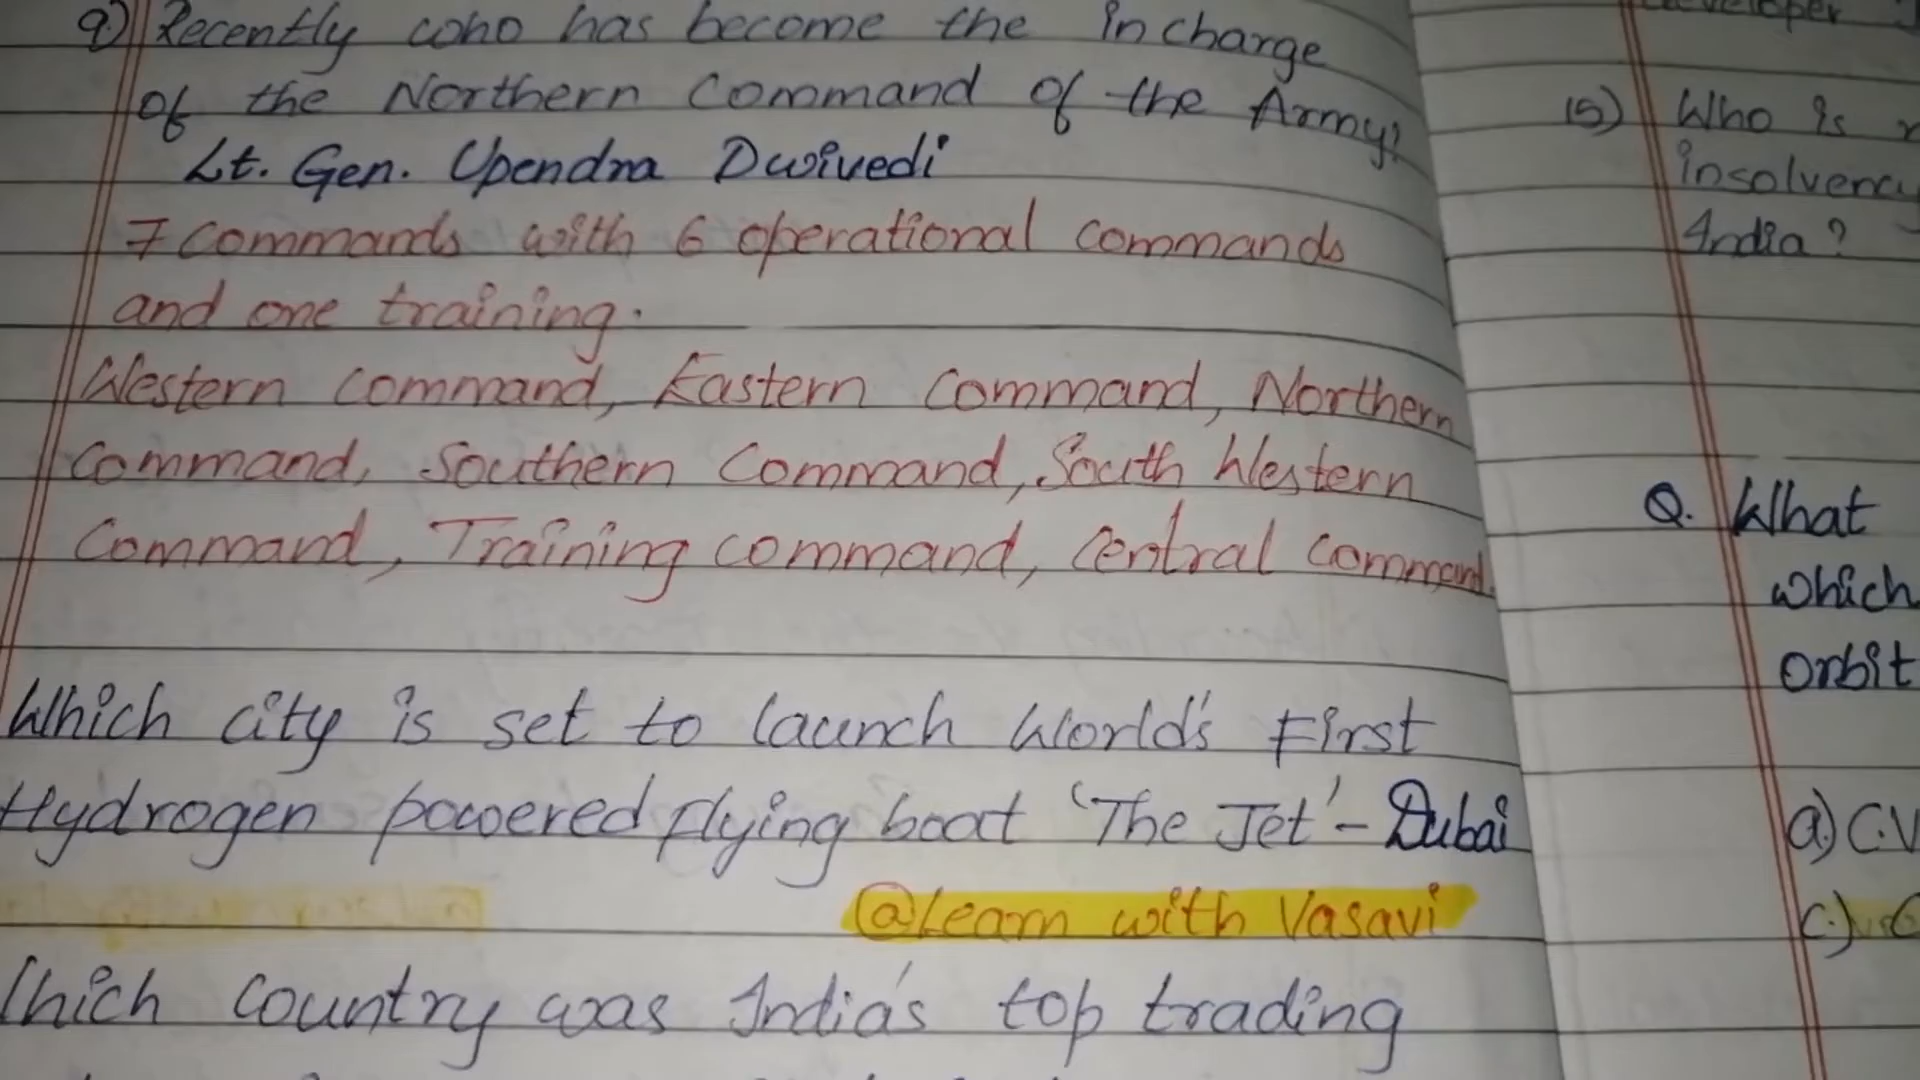 9) Recently who has become the incharge
of the Northern Command of the Army?
Lt. Gen. Upendra Dwivedi
7 commands with 6 operational commands
and one training.
Western Command, Eastern Command, Northern
Command, Southern Command, South Western
Command, Training command, Central Command.
Which city is set to launch World's First
Hydrogen powered flying boat 'The Jet' - Dubai
@Learn with Vasavi
Which Country was India's top trading
15) Who is
insolvency
India?
Q. What
which
orbit
a) C.V
c)